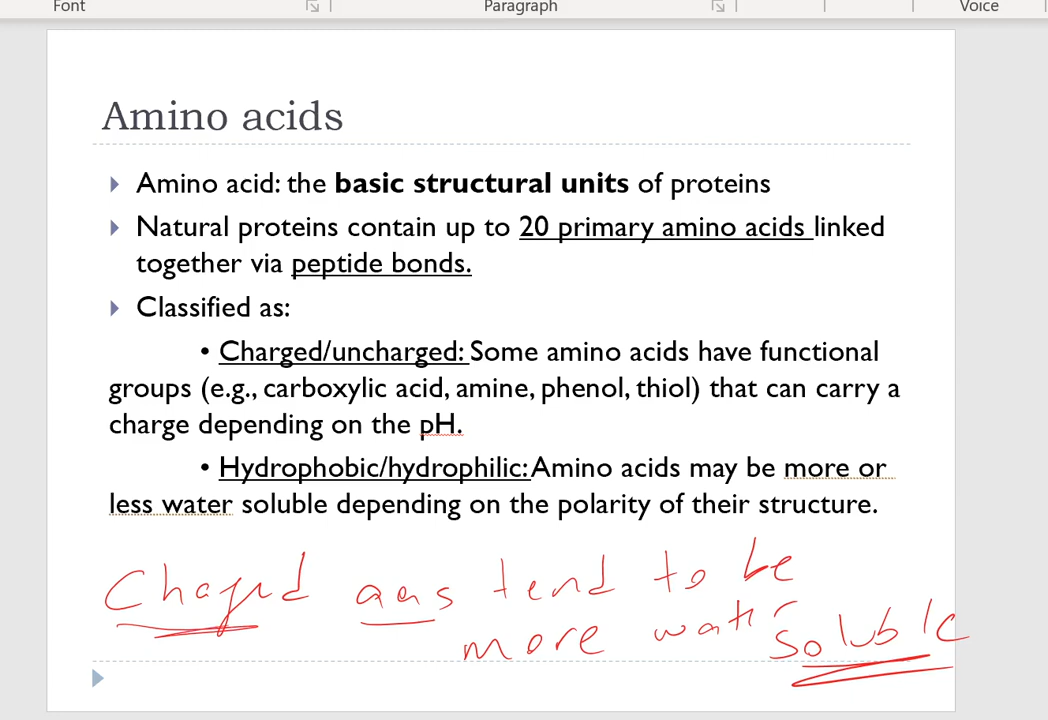 Font Paragraph Voice
Amino acids
Amino acid: the basic structural units of proteins
Natural proteins contain up to 20 primary amino acids linked
together via peptide bonds.
Classified as:
• Charged/uncharged: Some amino acids have functional
groups (e.g., carboxylic acid, amine, phenol, thiol) that can carry a
charge depending on the pH.
• Hydrophobic/hydrophilic: Amino acids may be more or
less water soluble depending on the polarity of their structure.
Charged aas tend to be
more water soluble